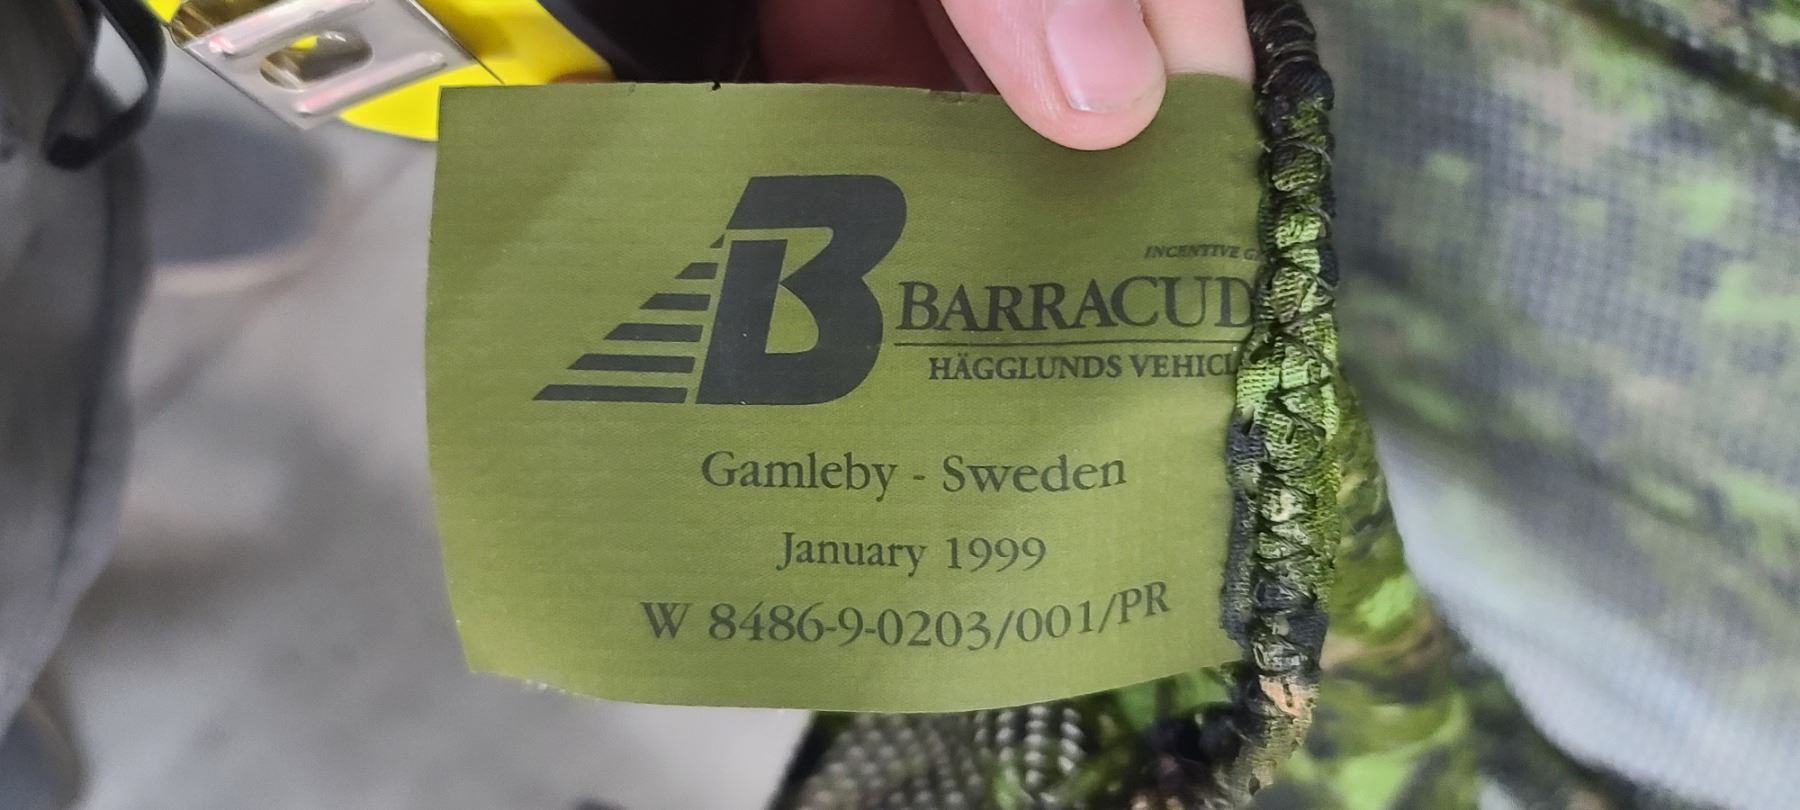 B
INCENTIVE G
BARRACUD
HÄGGLUNDS VEHICL
Gamleby - Sweden
January 1999
W 8486-9-0203/001/PR